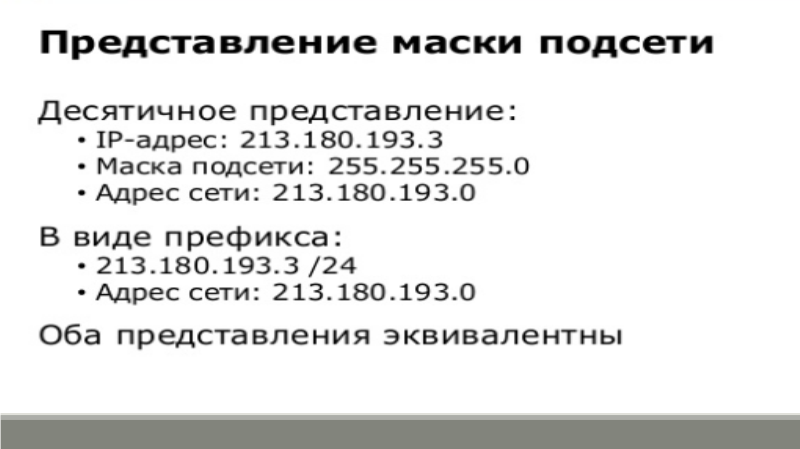 Представление маски подсети
Десятичное представление:
• IP-адрес: 213.180.193.3
• Маска подсети: 255.255.255.0
• Адрес сети: 213.180.193.0
В виде префикса:
• 213.180.193.3 /24
• Адрес сети: 213.180.193.0
Оба представления эквивалентны